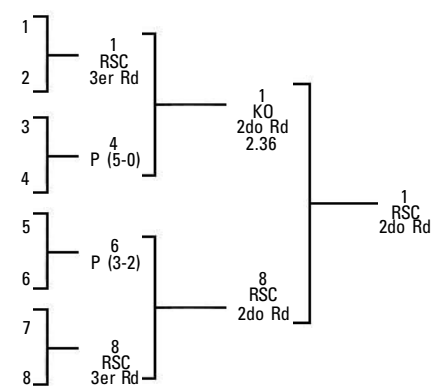 1
2
1
RSC
3er Rd
3
4
4
P (5-0)
1
KO
2do Rd
2.36
5
6
6
P (3-2)
7
8
8
RSC
3er Rd
8
RSC
2do Rd
1
RSC
2do Rd